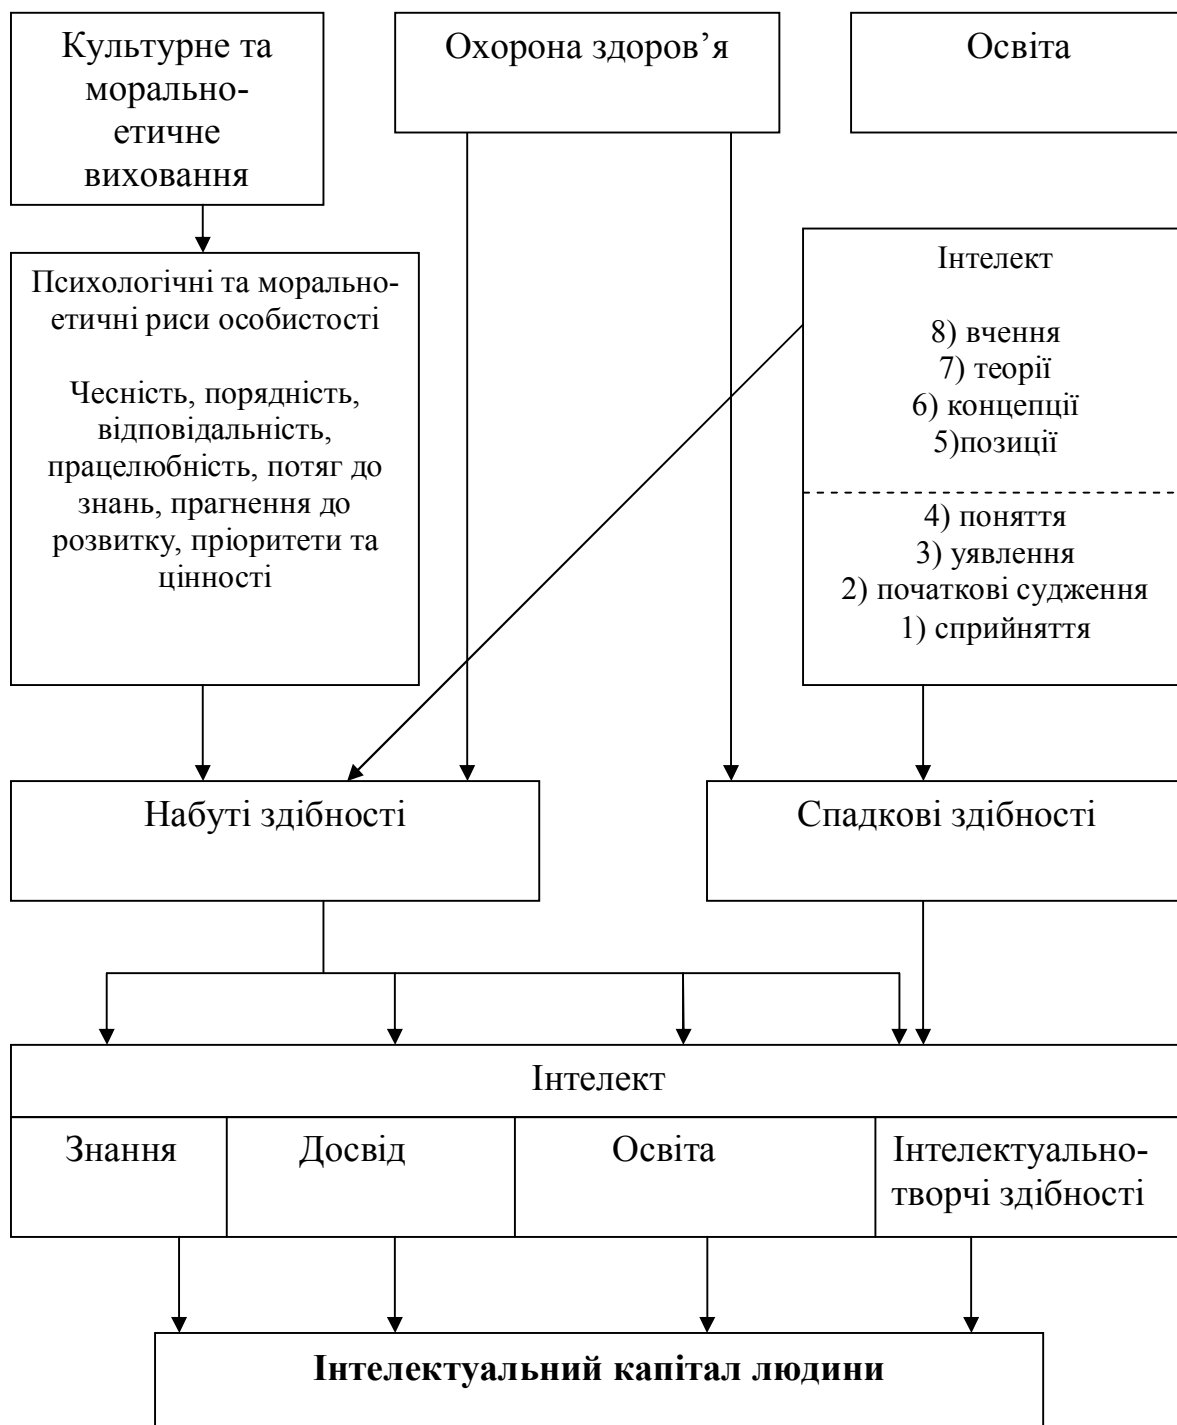 Культурне та
морально-
етичне
виховання
Охорона здоров’я
Освіта
Психологічні та морально-
етичні риси особистості
Чесність, порядність,
відповідальність,
працелюбність, потяг до
знань, прагнення до
розвитку, пріоритети та
цінності
Інтелект
8) вчення
7) теорії
6) концепції
5)позиції
4) поняття
3) уявлення
2) початкові судження
1) сприйняття
Набуті здібності
Спадкові здібності
Інтелект
Знання
Досвід
Освіта
Інтелектуально-
творчі здібності
Інтелектуальний капітал людини